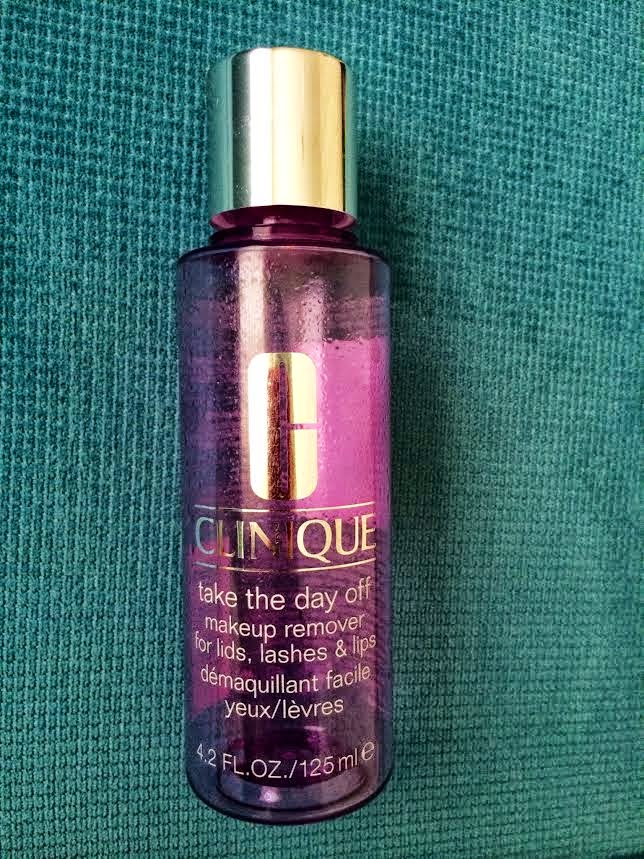 CLINIQUE
take the day off
makeup remover
for lids, lashes & lips
démaquillant facile
yeux/lèvres
4.2 FL.OZ./125 ml ℮